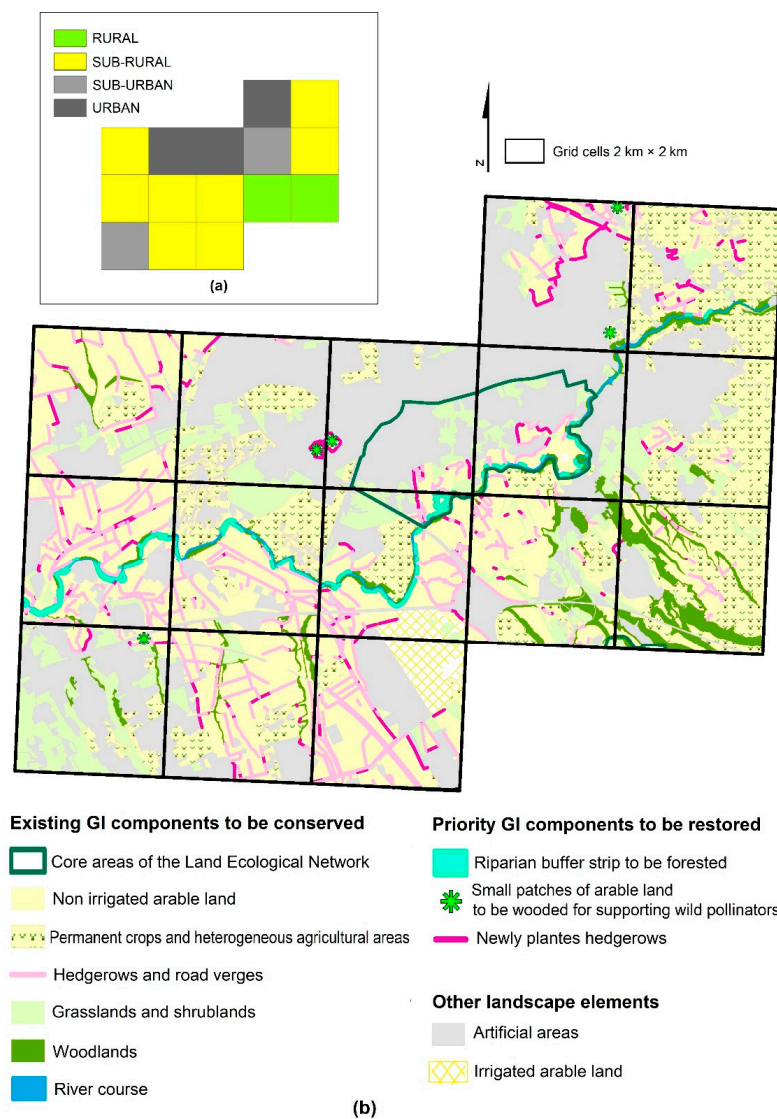 RURAL
SUB-RURAL
SUB-URBAN
URBAN
(a)
N
Grid cells 2 km × 2 km
Existing GI components to be conserved
Core areas of the Land Ecological Network
Non irrigated arable land
Permanent crops and heterogeneous agricultural areas
Hedgerows and road verges
Grasslands and shrublands
Woodlands
River course
Priority GI components to be restored
Riparian buffer strip to be forested
Small patches of arable land
to be wooded for supporting wild pollinators
Newly plantes hedgerows
Other landscape elements
Artificial areas
Irrigated arable land
(b)